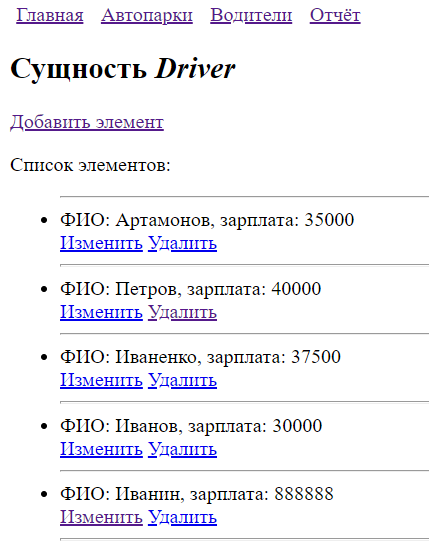 Главная Автопарки Водители Отчёт
Сущность Driver
Добавить элемент
Список элементов:
ФИО: Артамонов, зарплата: 35000
Изменить Удалить
ФИО: Петров, зарплата: 40000
Изменить Удалить
ФИО: Иваненко, зарплата: 37500
Изменить Удалить
ФИО: Иванов, зарплата: 30000
Изменить Удалить
ФИО: Иванин, зарплата: 888888
Изменить Удалить